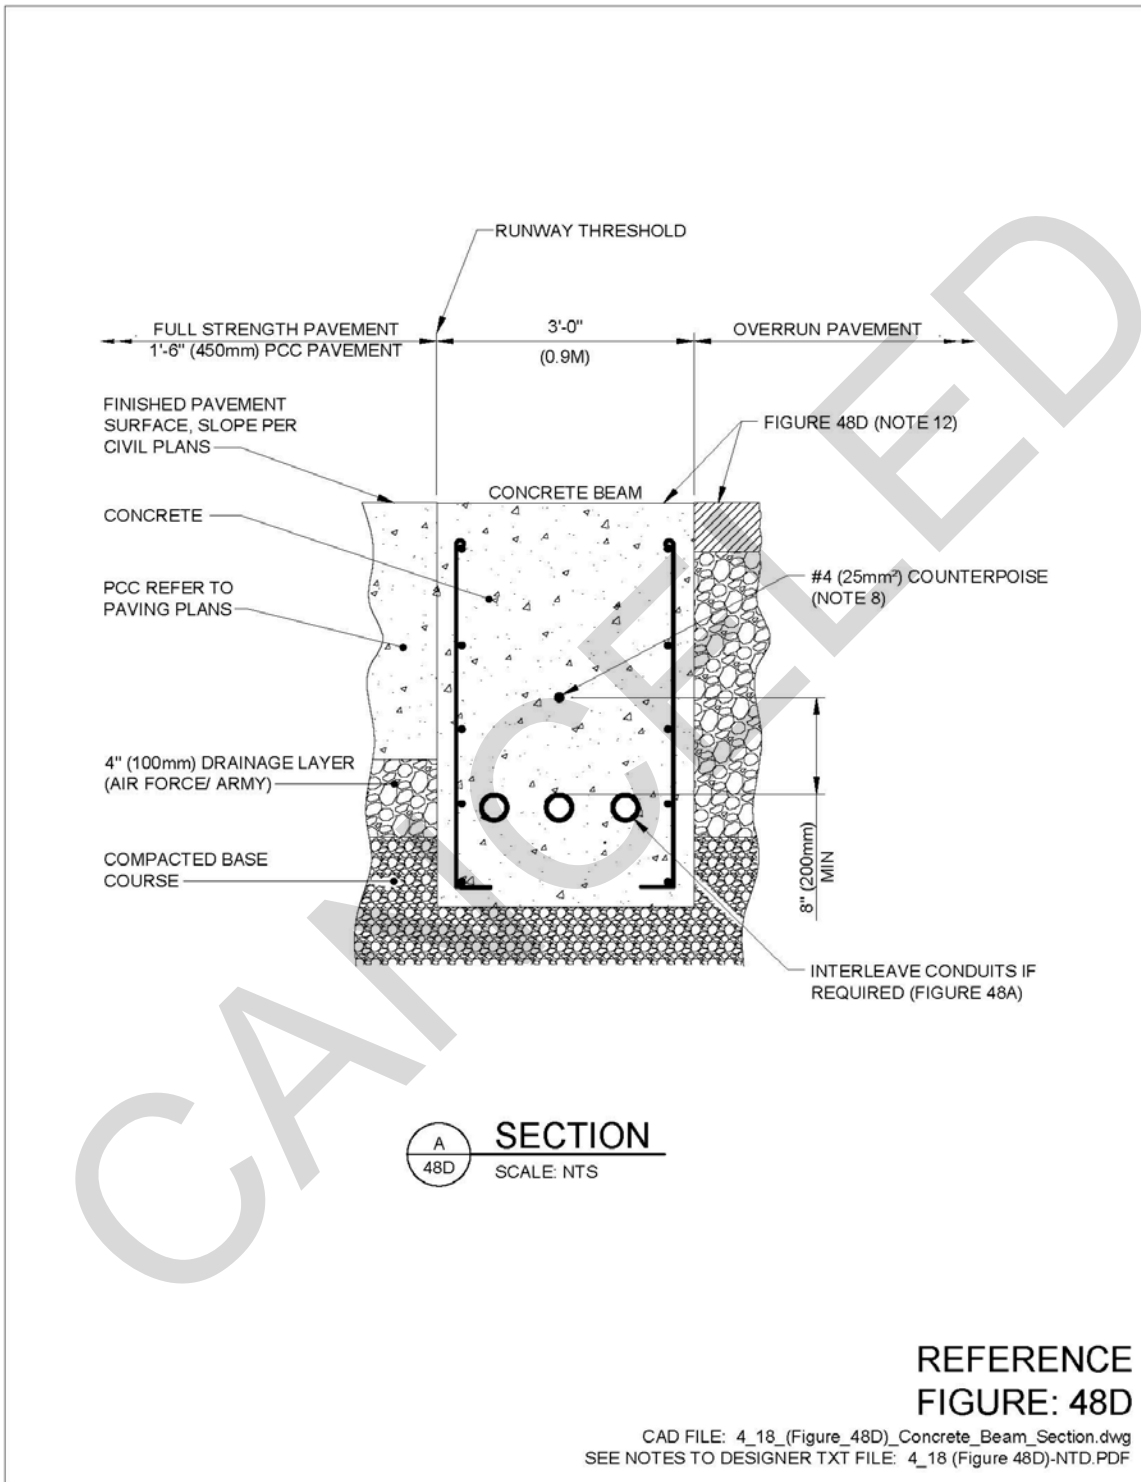 RUNWAY THRESHOLD
FULL STRENGTH PAVEMENT
1'-6" (450mm) PCC PAVEMENT
3'-0"
(0.9M)
OVERRUN PAVEMENT
FINISHED PAVEMENT
SURFACE, SLOPE PER
CIVIL PLANS
FIGURE 48D (NOTE 12)
CONCRETE BEAM
CONCRETE
#4 (25mm²) COUNTERPOISE
(NOTE 8)
PCC REFER TO
PAVING PLANS
4" (100mm) DRAINAGE LAYER
(AIR FORCE/ ARMY)
COMPACTED BASE
COURSE
8" (200mm)
MIN
INTERLEAVE CONDUITS IF
REQUIRED (FIGURE 48A)
CANCELED
A
48D
SECTION
SCALE: NTS
REFERENCE
FIGURE: 48D
CAD FILE: 4_18_(Figure_48D)_Concrete_Beam_Section.dwg
SEE NOTES TO DESIGNER TXT FILE: 4_18 (Figure 48D)-NTD.PDF